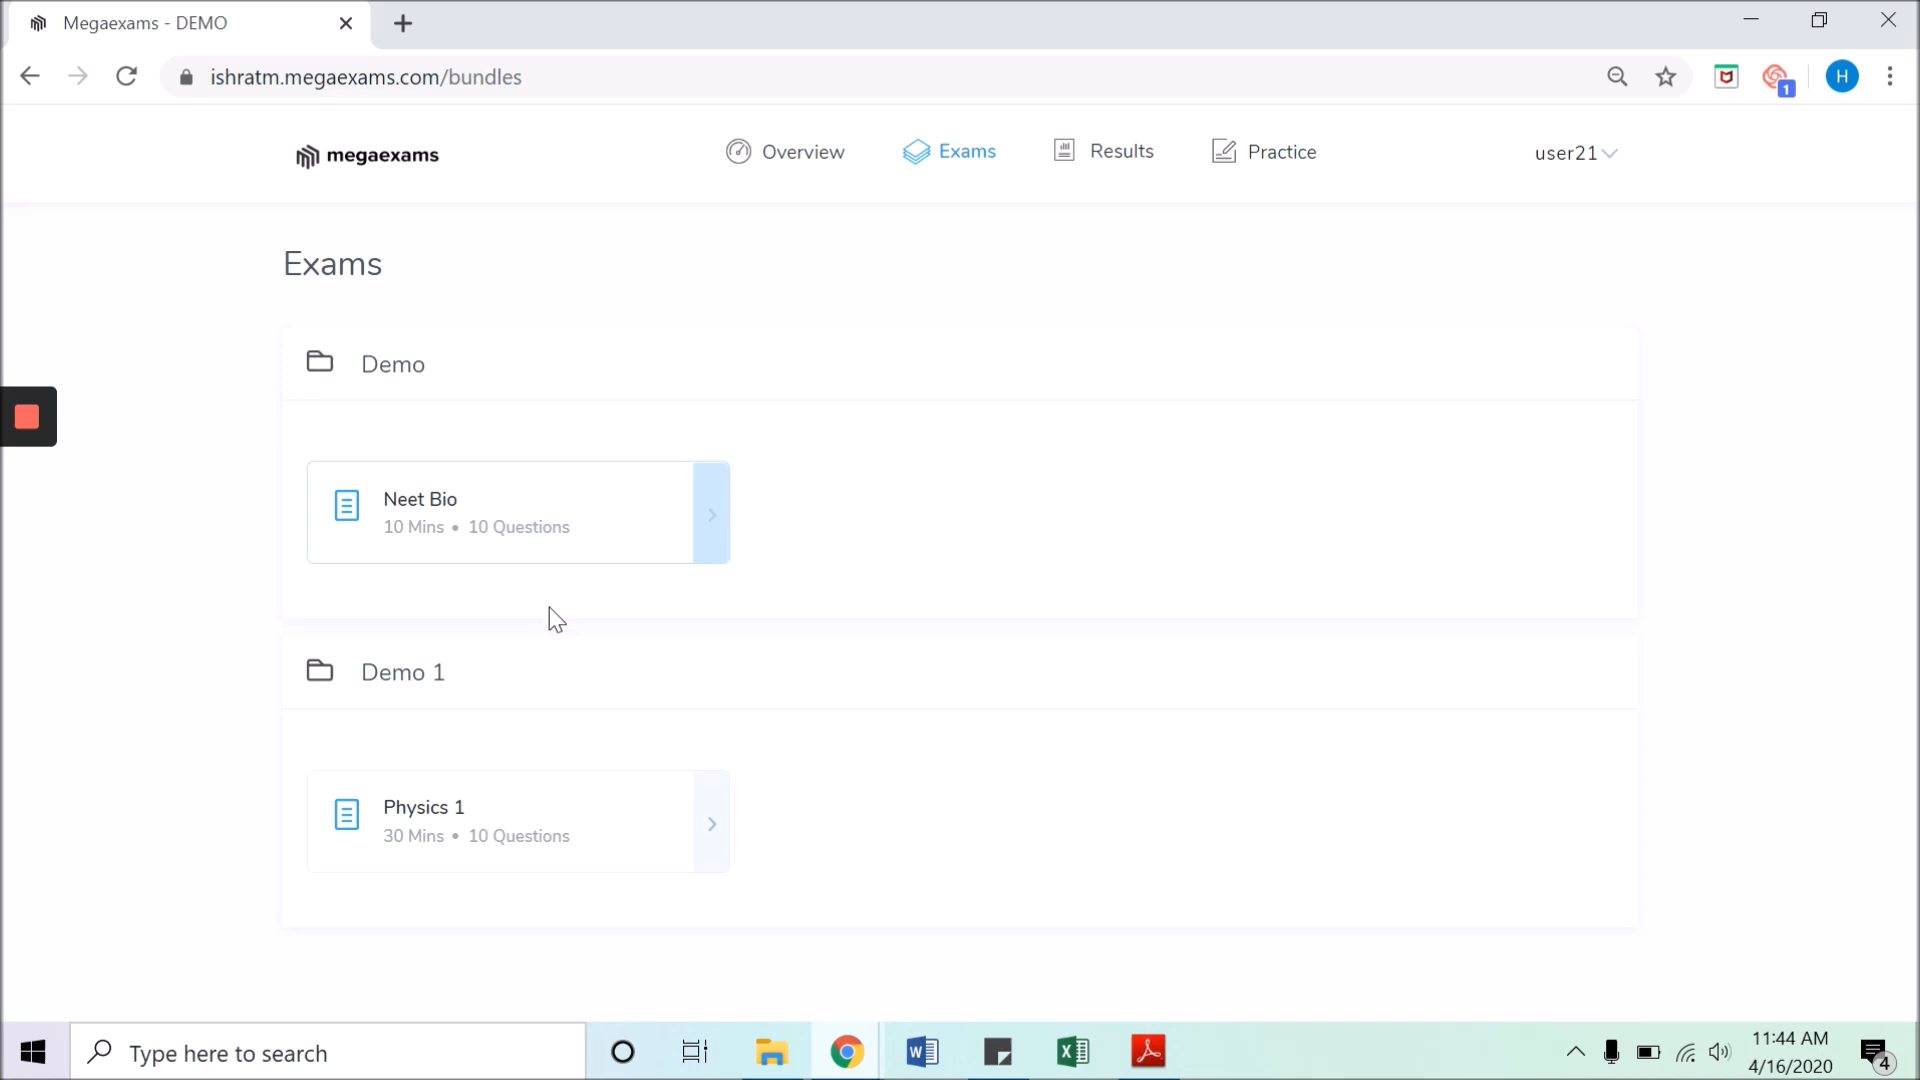 Megaexams - DEMO
ishratm.megaexams.com/bundles
1
H
megaexams
Overview
Exams
Results
Practice
user21
Exams
Demo
Neet Bio
10 Mins • 10 Questions
Demo 1
Physics 1
30 Mins • 10 Questions
Type here to search
11:44 AM
4/16/2020
4